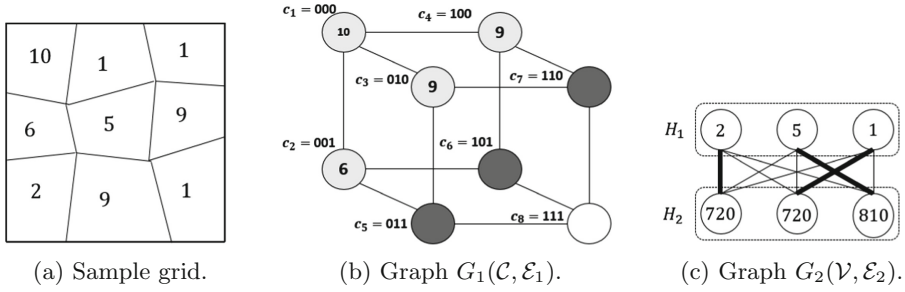 10 1 1
6 5 9
2 9 1
(a) Sample grid.
c₁ = 000 10
c₄ = 100 9
c₃ = 010 9
c₇ = 110
c₂ = 001 6
c₆ = 101
c₅ = 011
c₈ = 111
(b) Graph G₁(𝒞, ℰ₁).
H₁ 2 5 1
H₂ 720 720 810
(c) Graph G₂(𝒱, ℰ₂).